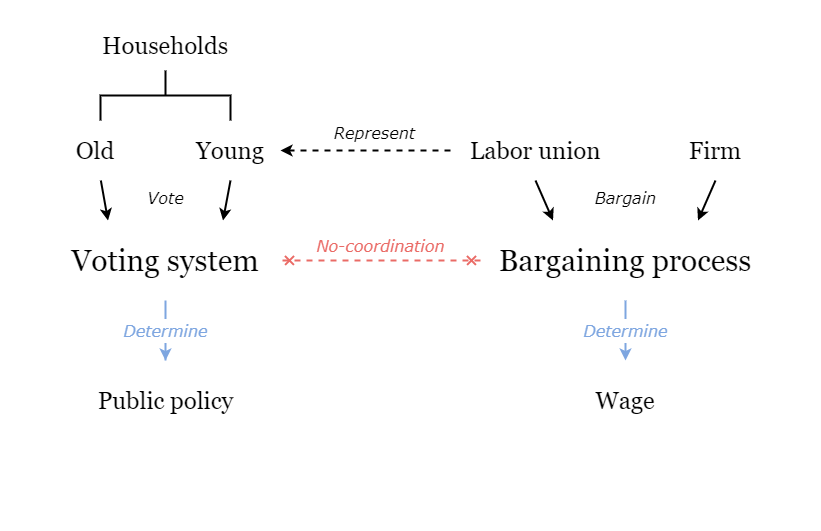 Households
Represent
Old
Young
Labor union
Firm
Vote
Bargain
No-coordination
Voting system
Bargaining process
Determine
Determine
Public policy
Wage